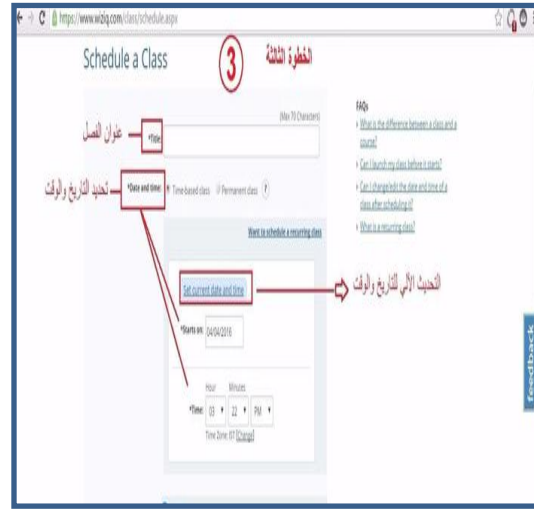 https://www.wiziq.com/class/schedule.aspx
Schedule a Class
3
الخطوة الثالثة
(Max 70 Characters)
عنوان الفصل
*Title:
تحديد التاريخ والوقت
*Date and time:
Time-based class
Permanent class
?
Want to schedule a recurring class
Set current date and time
التحديث الألي للتاريخ والوقت
*Starts on:
04/04/2016
Hour
Minutes
*Time:
03
22
PM
Time Zone: IST [Change]
FAQs
What is the difference between a class and a
course?
Can I launch my class before it starts?
Can I change/edit the date and time of a
class after scheduling it?
What is a recurring class?
feedback